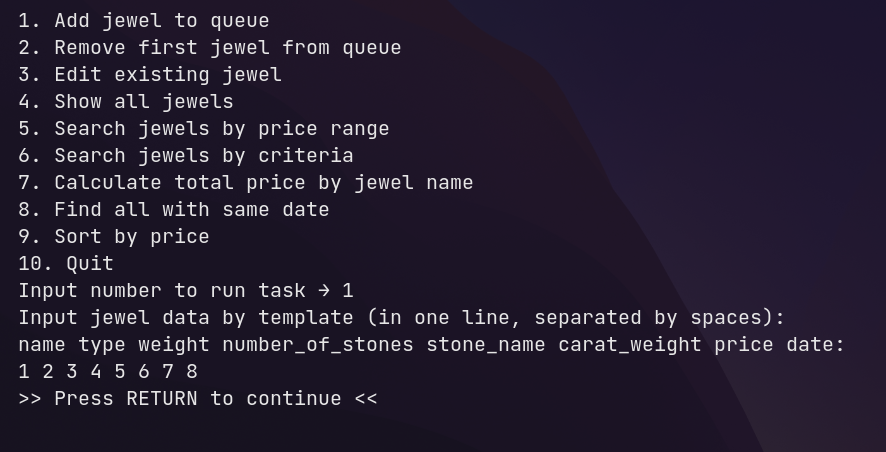 1. Add jewel to queue
2. Remove first jewel from queue
3. Edit existing jewel
4. Show all jewels
5. Search jewels by price range
6. Search jewels by criteria
7. Calculate total price by jewel name
8. Find all with same date
9. Sort by price
10. Quit
Input number to run task → 1
Input jewel data by template (in one line, separated by spaces):
name type weight number_of_stones stone_name carat_weight price date:
1 2 3 4 5 6 7 8
>> Press RETURN to continue <<